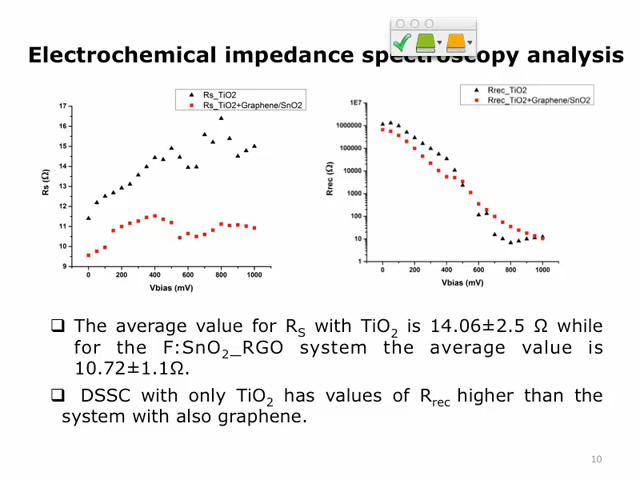 Electrochemical impedance spectroscopy analysis
Rs_TiO2
Rs_TiO2+Graphene/SnO2
17
16
15
14
13
12
11
10
9
Rs (Ω)
0 200 400 600 800 1000
Vbias (mV)
Rrec_TiO2
Rrec_TiO2+Graphene/SnO2
1E7
1000000
100000
10000
1000
100
10
1
Rrec (Ω)
0 200 400 600 800 1000
Vbias (mV)
❑ The average value for RS with TiO2 is 14.06±2.5 Ω while
for the F:SnO2_RGO system the average value is
10.72±1.1Ω.
❑ DSSC with only TiO2 has values of Rrec higher than the
system with also graphene.
10